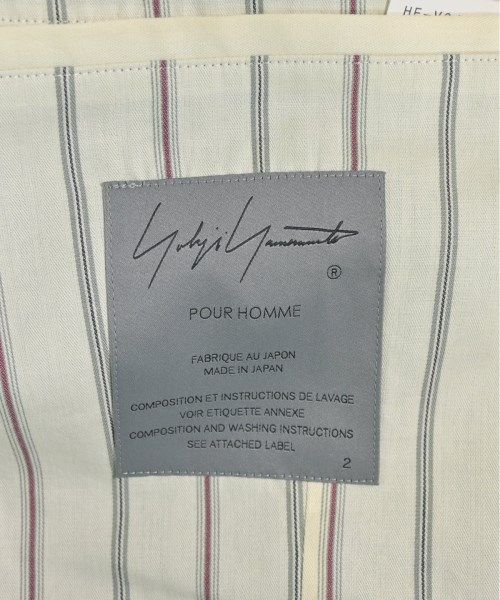 Yohji Yamamoto
®
POUR HOMME
FABRIQUE AU JAPON
MADE IN JAPAN
COMPOSITION ET INSTRUCTIONS DE LAVAGE
VOIR ETIQUETTE ANNEXE
COMPOSITION AND WASHING INSTRUCTIONS
SEE ATTACHED LABEL
2